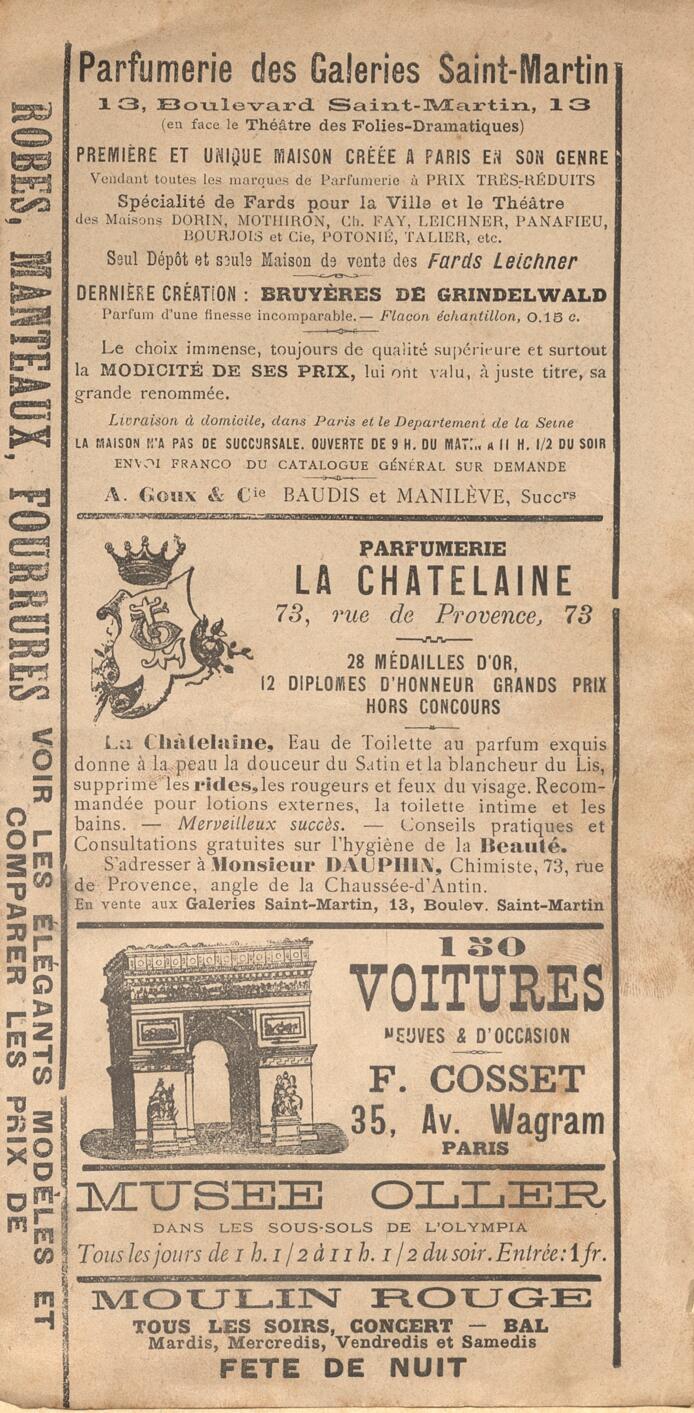 Parfumerie des Galeries Saint-Martin
13, Boulevard Saint-Martin, 13
(en face le Théâtre des Folies-Dramatiques)
PREMIÈRE ET UNIQUE MAISON CRÉÉE A PARIS EN SON GENRE
Vendant toutes les marques de Parfumerie à PRIX TRÈS-RÉDUITS
Spécialité de Fards pour la Ville et le Théâtre
des Maisons DORIN, MOTHIRON, Ch. FAY, LEICHNER, PANAFIEU,
BOURJOIS et Cie, POTONIÉ, TALIER, etc.
Seul Dépôt et seule Maison de vente des Fards Leichner
DERNIÈRE CRÉATION : BRUYÈRES DE GRINDELWALD
Parfum d'une finesse incomparable. — Flacon échantillon, 0.15 c.
Le choix immense, toujours de qualité supérieure et surtout
la MODICITÉ DE SES PRIX, lui ont valu, à juste titre, sa
grande renommée.
Livraison à domicile, dans Paris et le Departement de la Seine
LA MAISON N'A PAS DE SUCCURSALE. OUVERTE DE 9 H. DU MATIN A 11 H. 1/2 DU SOIR
ENVOI FRANCO DU CATALOGUE GÉNÉRAL SUR DEMANDE
A. Goux & Cie BAUDIS et MANILÈVE, Succrs
PARFUMERIE
LA CHATELAINE
73, rue de Provence, 73
28 MÉDAILLES D'OR,
12 DIPLOMES D'HONNEUR GRANDS PRIX
HORS CONCOURS
La Châtelaine, Eau de Toilette au parfum exquis
donne à la peau la douceur du Satin et la blancheur du Lis,
supprime les rides, les rougeurs et feux du visage. Recom-
mandée pour lotions externes, la toilette intime et les
bains. — Merveilleux succès. — Conseils pratiques et
Consultations gratuites sur l'hygiène de la Beauté.
S'adresser à Monsieur DAUPHIN, Chimiste, 73, rue
de Provence, angle de la Chaussée-d'Antin.
En vente aux Galeries Saint-Martin, 13, Boulev. Saint-Martin
150
VOITURES
NEUVES & D'OCCASION
F. COSSET
35, Av. Wagram
PARIS
MUSEE OLLER
DANS LES SOUS-SOLS DE L'OLYMPIA
Tous les jours de 1 h. 1/2 à 11 h. 1/2 du soir. Entrée: 1 fr.
MOULIN ROUGE
TOUS LES SOIRS, CONCERT — BAL
Mardis, Mercredis, Vendredis et Samedis
FETE DE NUIT
ROBES, MANTEAUX, FOURRURES VOIR LES ÉLÉGANTS MODÈLES ET
COMPARER LES PRIX DE